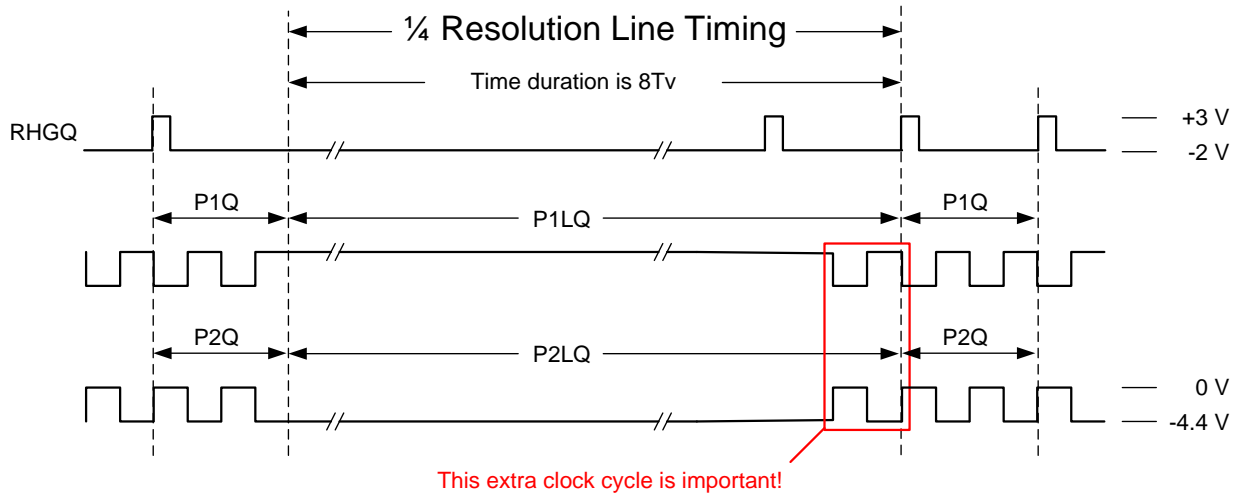 ¼ Resolution Line Timing
Time duration is 8Tv
RHGQ
+3 V
-2 V
P1Q
P1LQ
P1Q
P2Q
P2LQ
P2Q
0 V
-4.4 V
This extra clock cycle is important!